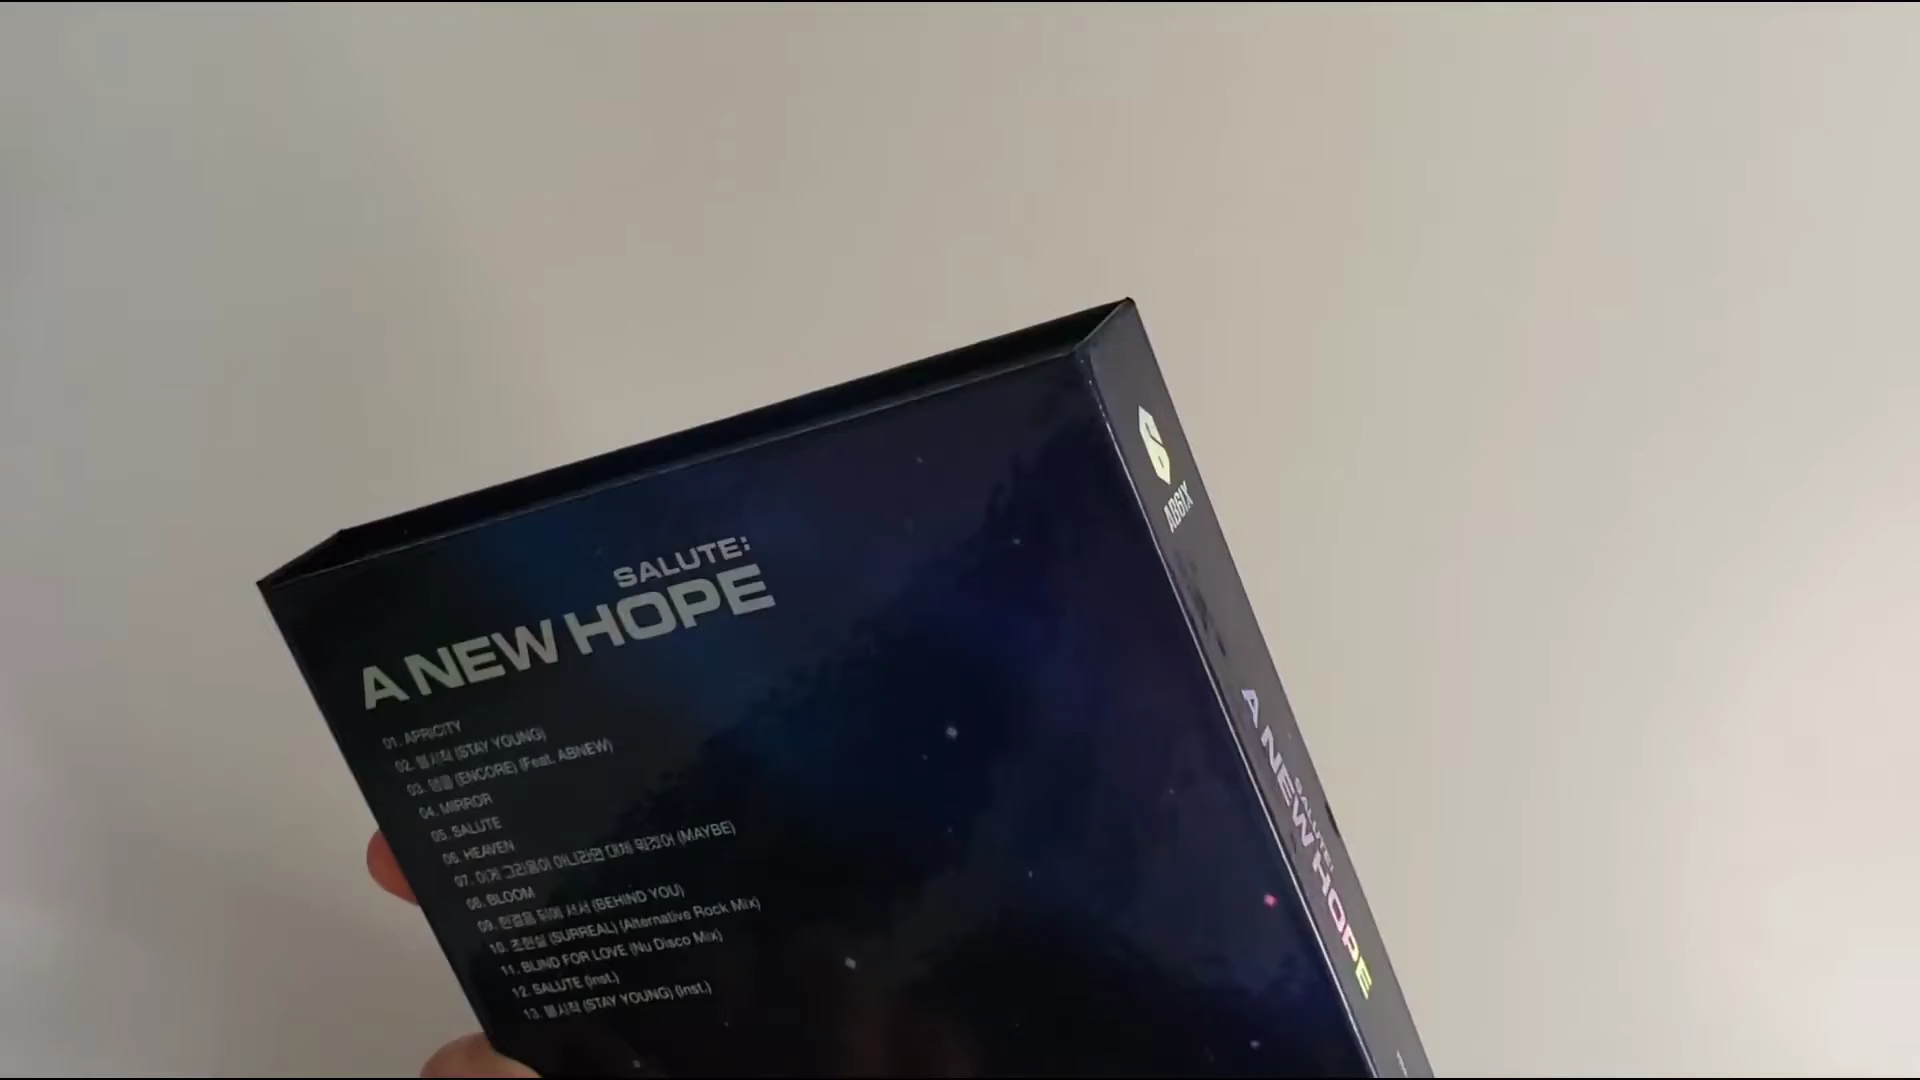 SALUTE:
A NEW HOPE
01. APRICITY
02. 별시작 (STAY YOUNG)
03. 앵콜 (ENCORE) (Feat. ABNEW)
04. MIRROR
05. SALUTE
06. HEAVEN
07. 이게 그리움이 아니라면 대체 뭐겠어 (MAYBE)
08. BLOOM
09. 한걸음 뒤에 서서 (BEHIND YOU)
10. 초현실 (SURREAL) (Alternative Rock Mix)
11. BLIND FOR LOVE (Nu Disco Mix)
12. SALUTE (Inst.)
13. 별시작 (STAY YOUNG) (Inst.)
6
AB6IX
SALUTE:
A NEW HOPE